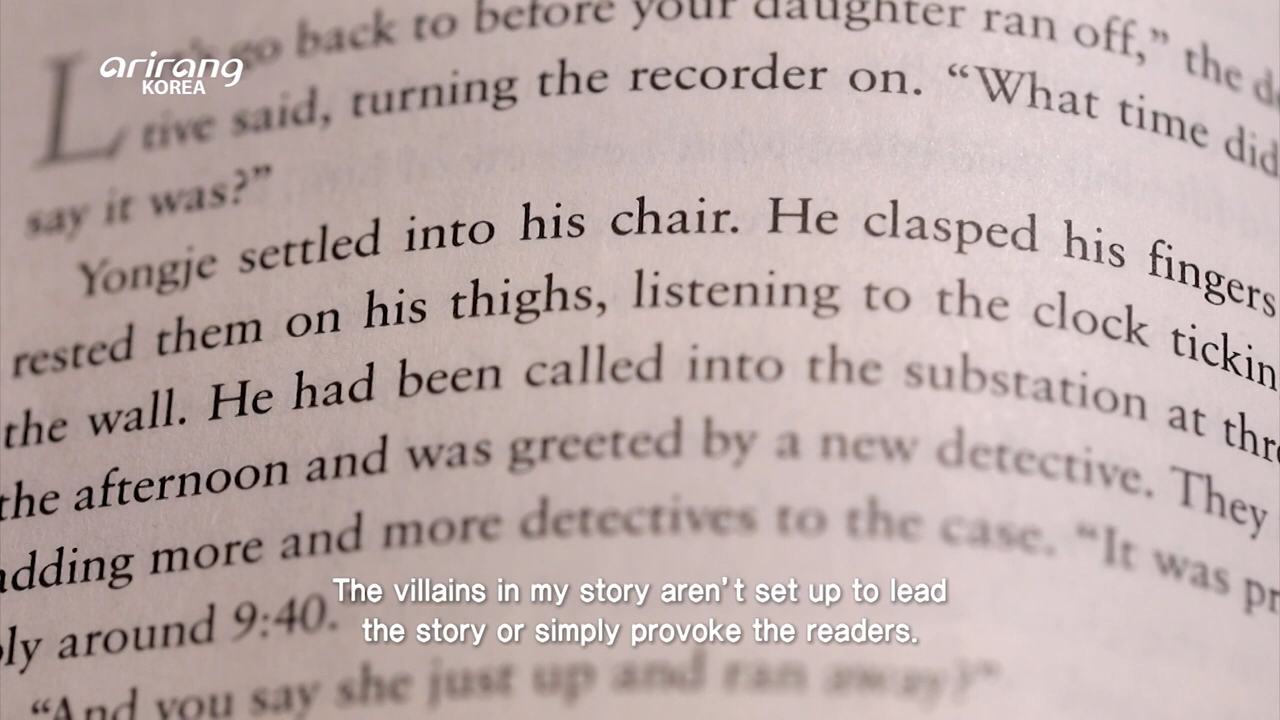 arirang
KOREA
go back to before your daughter ran off,” the
tive said, turning the recorder on. “What time did
say it was?”
Yongje settled into his chair. He clasped his fingers
rested them on his thighs, listening to the clock
the wall. He had been called into the substation at
the afternoon and was greeted by a new detective. They
adding more and more detectives to the case. “It was
around 9:40.
“And you say she just up and ran away?”
The villains in my story aren't set up to lead
the story or simply provoke the readers.